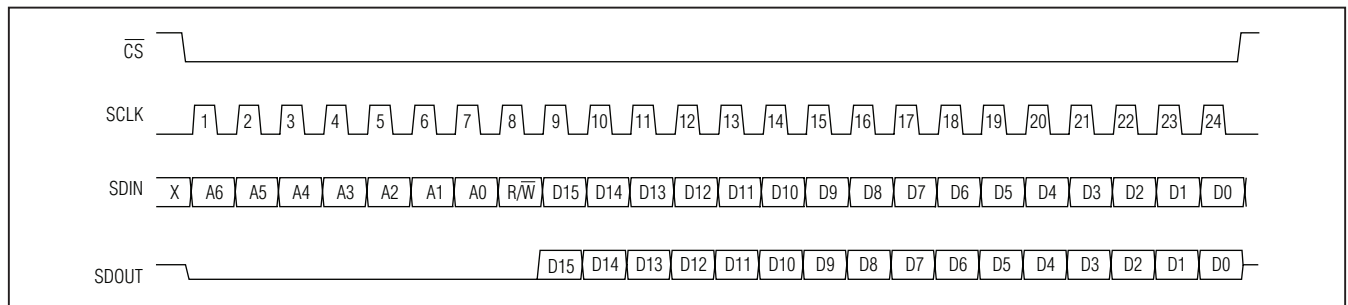 C̅S̅
SCLK 1 2 3 4 5 6 7 8 9 10 11 12 13 14 15 16 17 18 19 20 21 22 23 24
SDIN X A6 A5 A4 A3 A2 A1 A0 R/W̅ D15 D14 D13 D12 D11 D10 D9 D8 D7 D6 D5 D4 D3 D2 D1 D0
SDOUT D15 D14 D13 D12 D11 D10 D9 D8 D7 D6 D5 D4 D3 D2 D1 D0